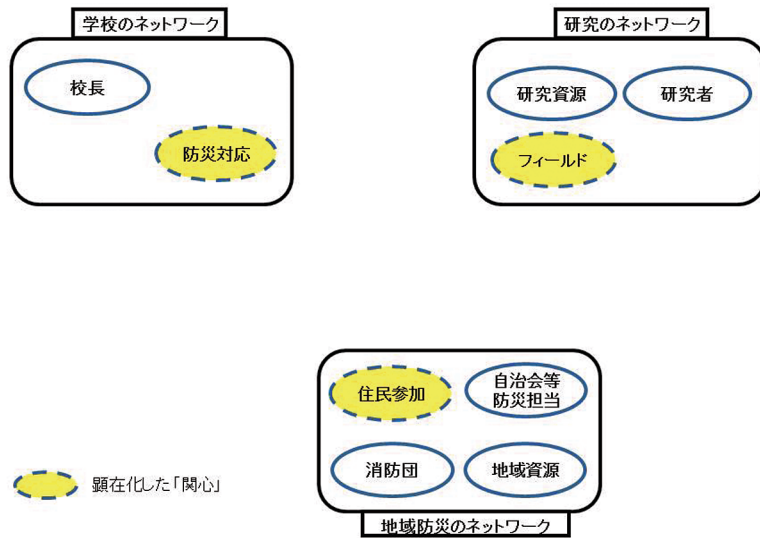 学校のネットワーク
校長
防災対応
研究のネットワーク
研究資源
研究者
フィールド
住民参加
自治会等
防災担当
消防団
地域資源
地域防災のネットワーク
顕在化した「関心」